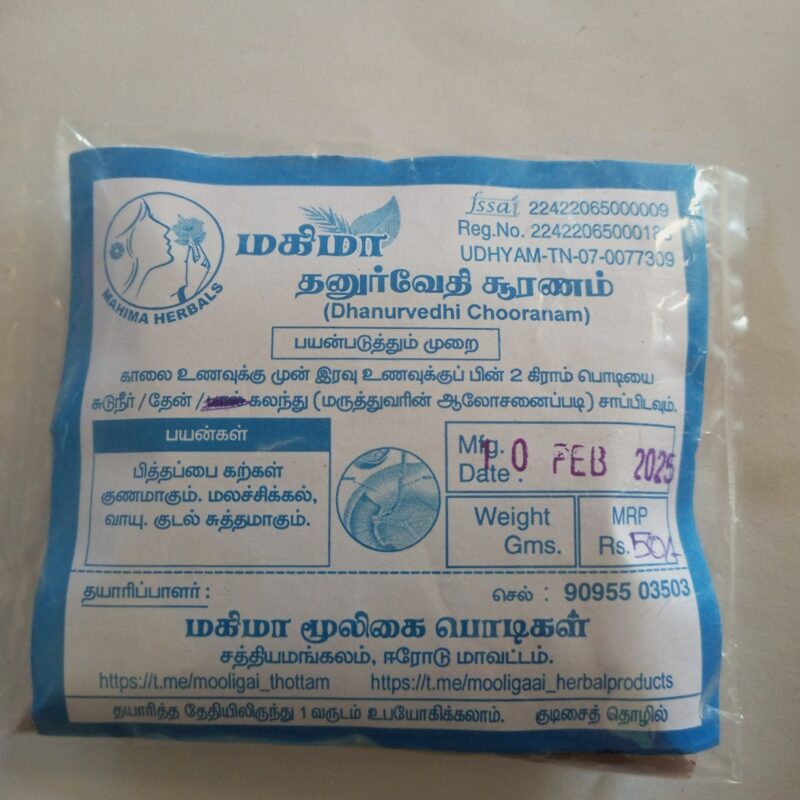 MAHIMA HERBALS
மகிமா
fssai 22422065000009
Reg.No. 2242206500018
UDHYAM-TN-07-0077309
தனுர்வேதி சூரணம்
(Dhanurvedhi Chooranam)
பயன்படுத்தும் முறை
காலை உணவுக்கு முன் இரவு உணவுக்குப் பின் 2 கிராம் பொடியை
சுடுநீர் / தேன் / கலந்து (மருத்துவரின் ஆலோசனைப்படி) சாப்பிடவும்.
பயன்கள்
பித்தப்பை கற்கள்
குணமாகும். மலச்சிக்கல்,
வாயு. குடல் சுத்தமாகும்.
Mfg.
Date :
10 FEB 2025
Weight
Gms.
MRP
Rs. 50/-
தயாரிப்பாளர் :
செல் : 90955 03503
மகிமா மூலிகை பொடிகள்
சத்தியமங்கலம், ஈரோடு மாவட்டம்.
https://t.me/mooligai_thottam https://t.me/mooligaai_herbalproducts
தயாரித்த தேதியிலிருந்து 1 வருடம் உபயோகிக்கலாம். குடிசைத் தொழில்